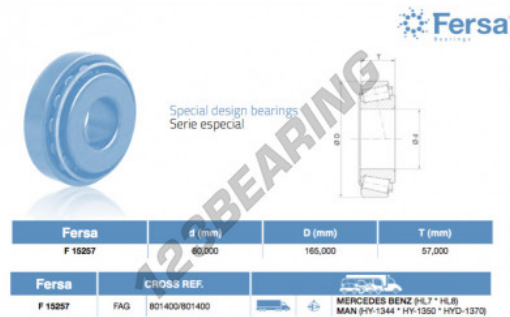 Fersa
Bearings
Special design bearings
Serie especial
T
Ø D
Ø d
123BEARING
Fersa d (mm) D (mm) T (mm)
F 15257 60,000 165,000 57,000
Fersa CROSS REF.
F 15257 FAG 801400/801400 MERCEDES BENZ (HL7 * HL8)
MAN (HY-1344 * HY-1350 * HYD-1370)